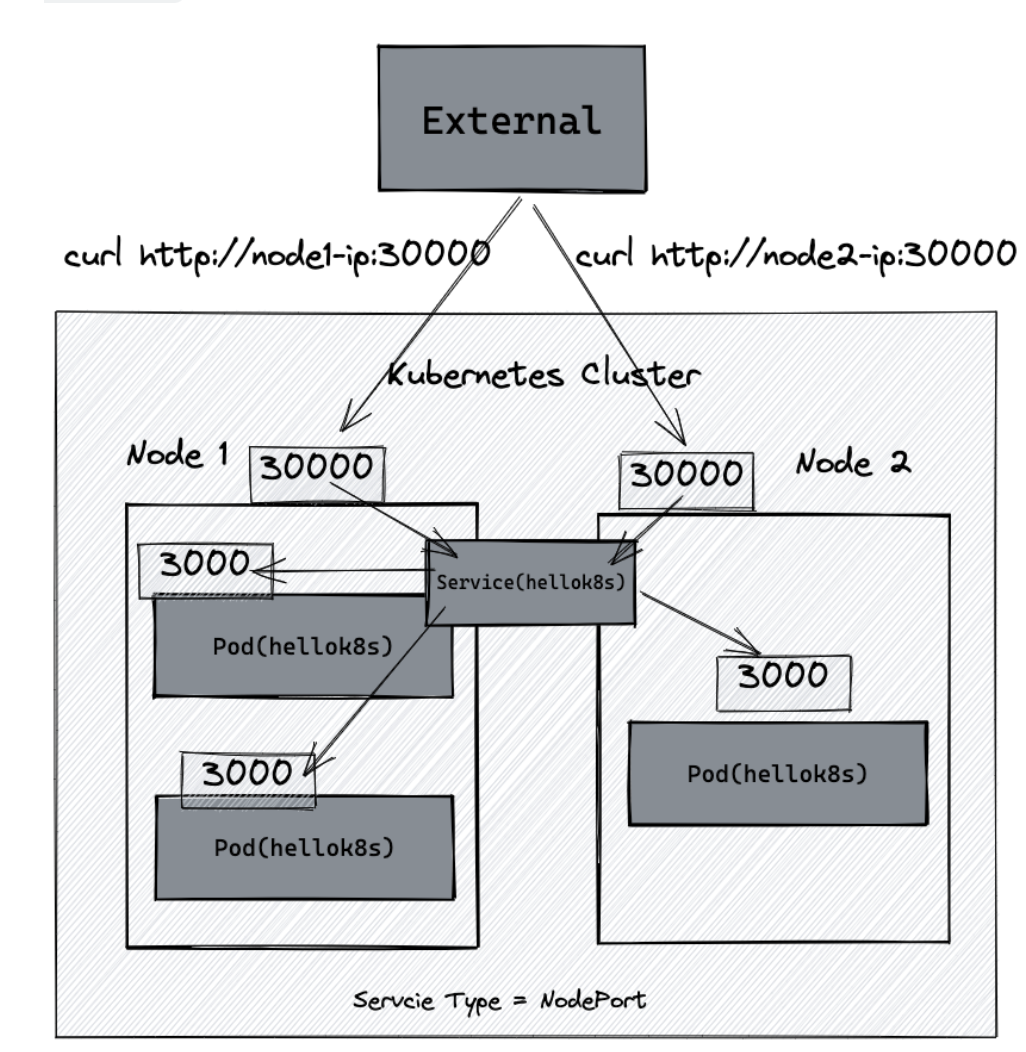 External
curl http://node1-ip:30000
curl http://node2-ip:30000
Kubernetes Cluster
Node 1
30000
30000
Node 2
3000
Service(hellok8s)
Pod(hellok8s)
3000
3000
Pod(hellok8s)
Pod(hellok8s)
Servcie Type = NodePort